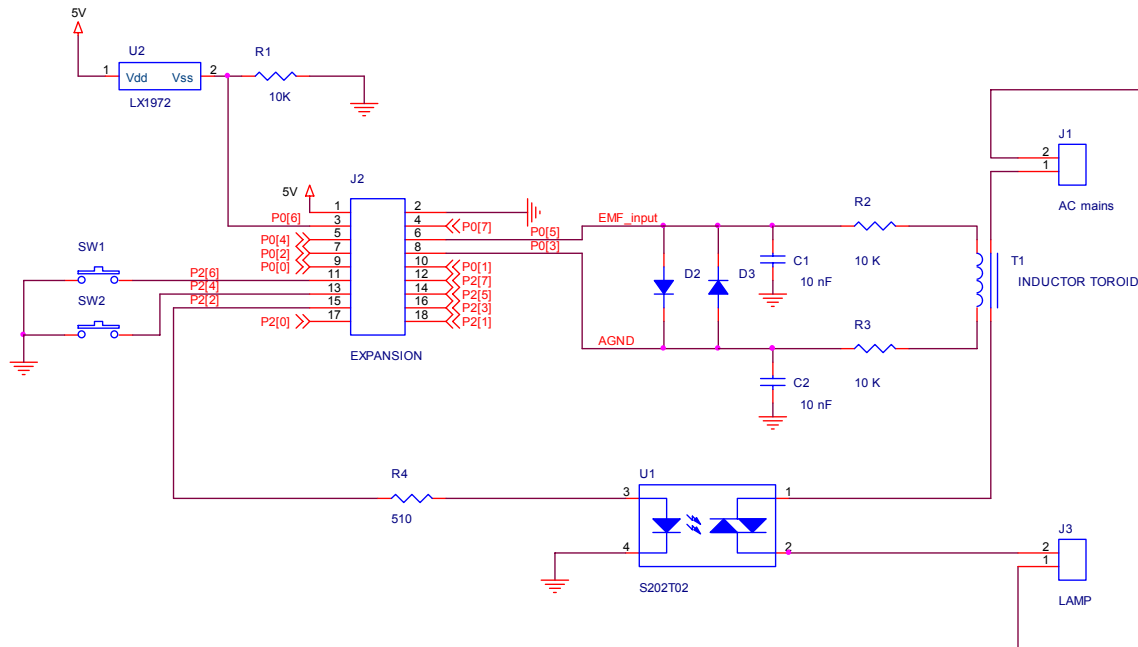 5V
U2
R1
1
Vdd
Vss
2
LX1972
10K
J1
2
1
AC mains
J2
5V
1
2
P0[6]
3
4
P0[7]
P0[4]
5
6
P0[5]
EMF_input
P0[2]
7
8
P0[3]
P0[0]
9
10
P0[1]
P2[6]
11
12
P2[7]
P2[4]
13
14
P2[5]
P2[2]
15
16
P2[3]
P2[0]
17
18
P2[1]
EXPANSION
SW1
SW2
R2
10 K
D2
D3
C1
10 nF
T1
INDUCTOR TOROID
AGND
R3
10 K
C2
10 nF
R4
510
U1
3
1
4
2
S202T02
J3
2
1
LAMP